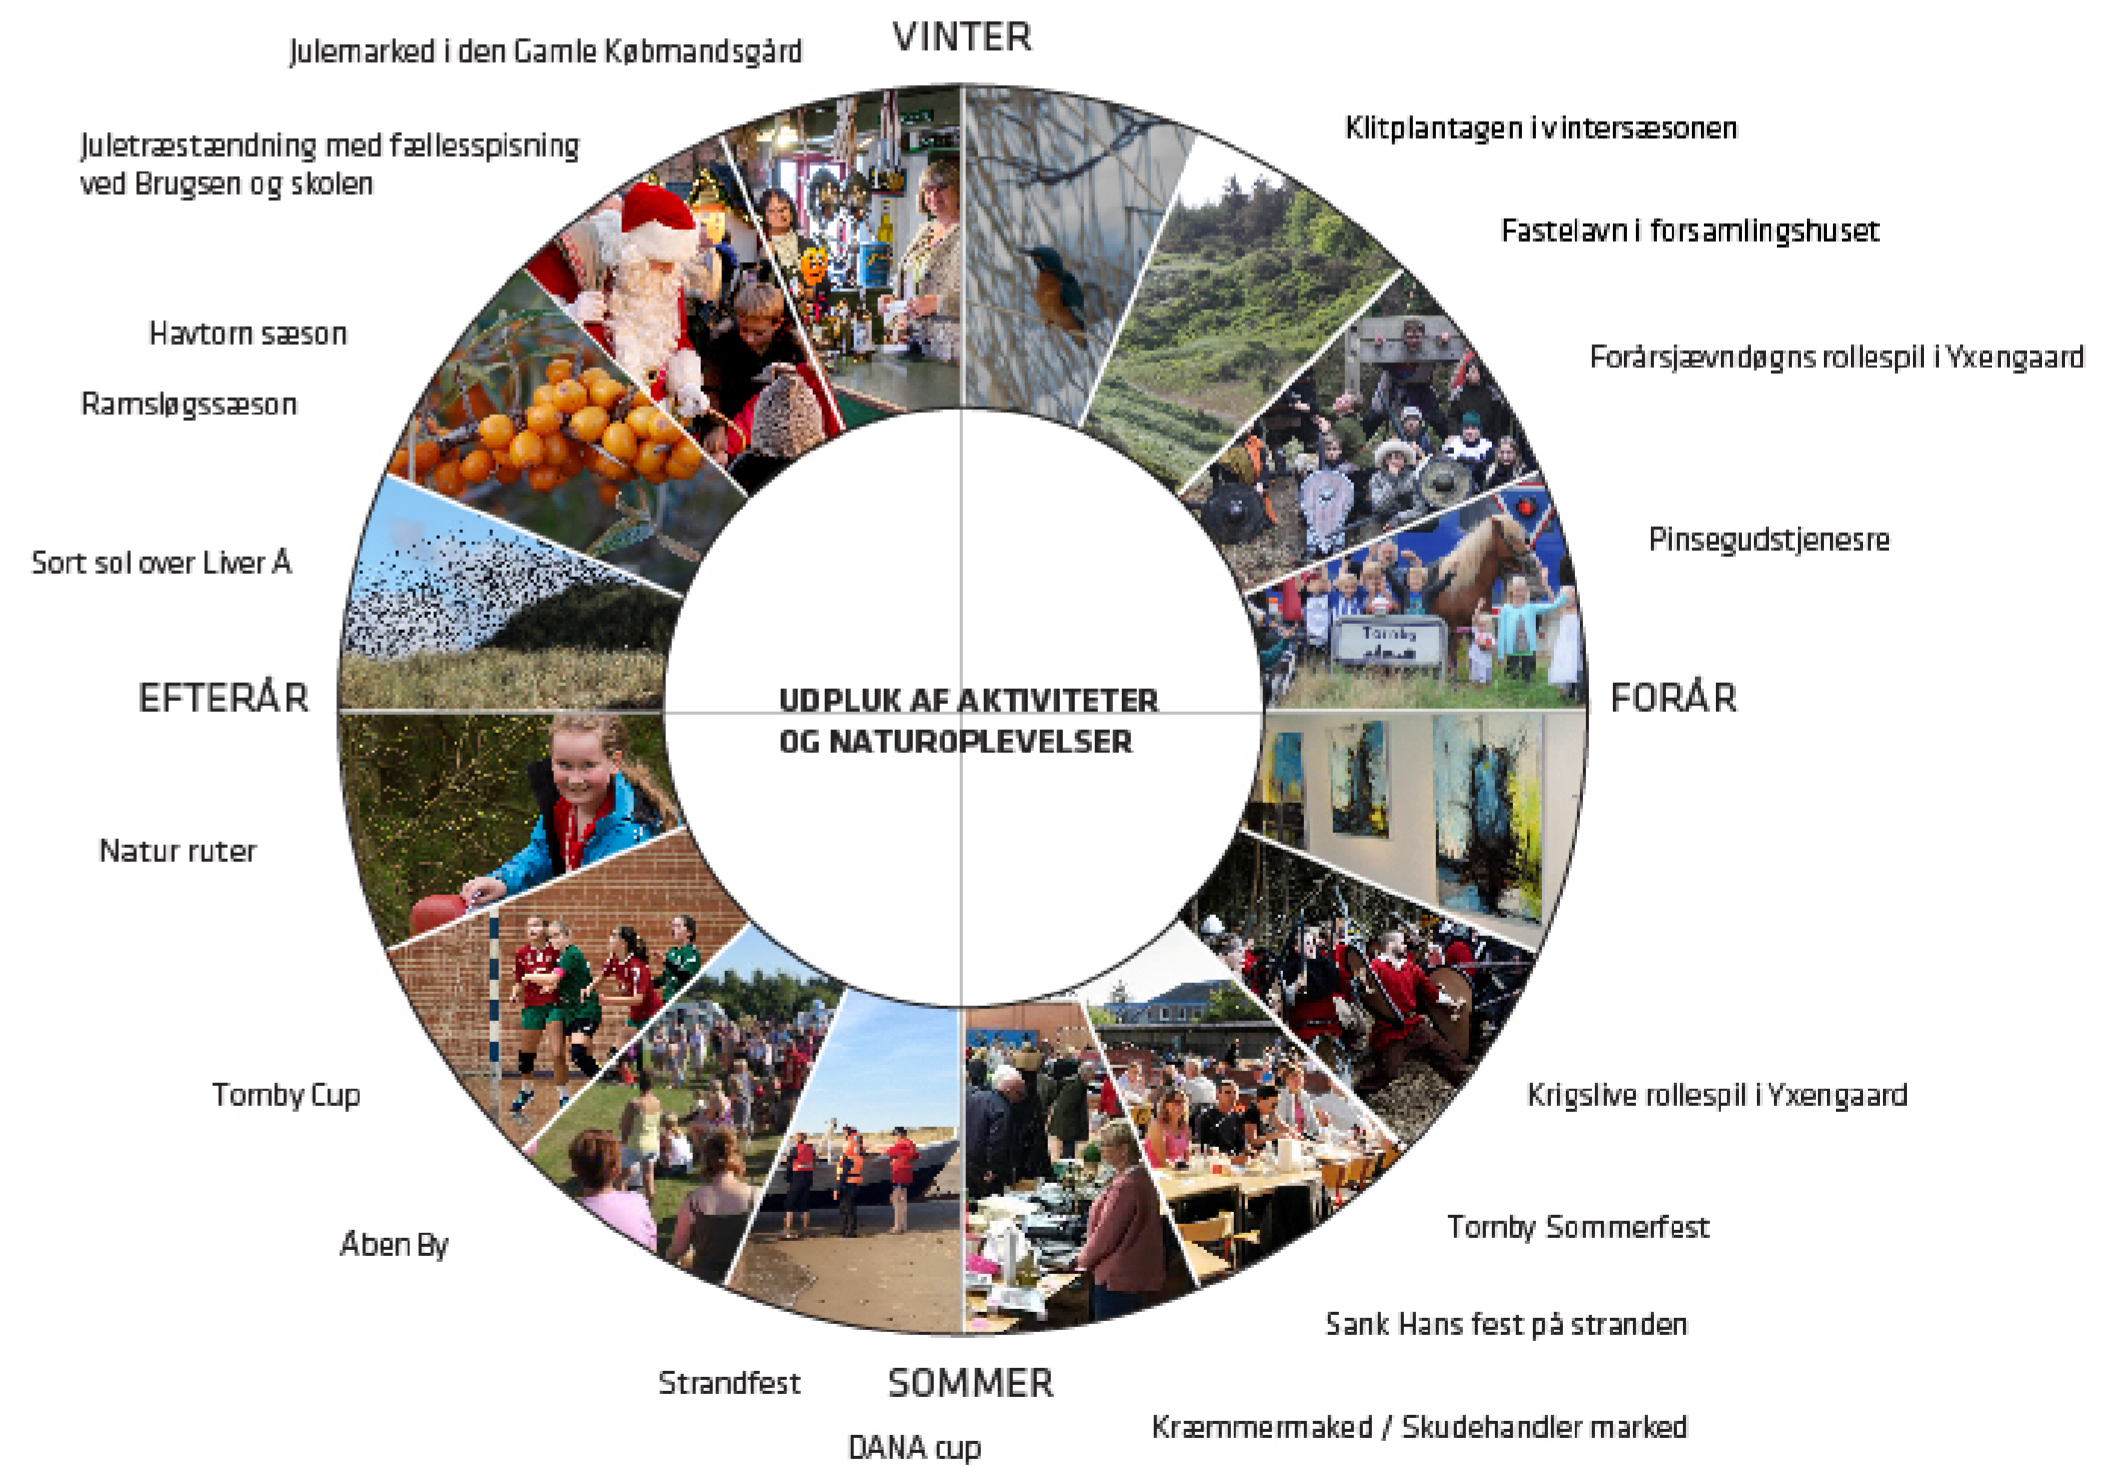 VINTER
Julemarked i den Gamle Købmandsgård
Klitplantagen i vintersæsonen
Juletræstændning med fællesspisning
ved Brugsen og skolen
Fastelavn i forsamlingshuset
Havtorn sæson
Forårsjævndøgns rollespil i Yxengaard
Ramsløgssæson
Pinsegudstjenesre
Sort sol over Liver Å
Tornby
EFTERÅR
UDPLUK AF AKTIVITETER
OG NATUROPLEVELSER
FORÅR
Natur ruter
Tornby Cup
Krigslive rollespil i Yxengaard
Åben By
Tornby Sommerfest
Sank Hans fest på stranden
Strandfest
SOMMER
Kræmmermaked / Skudehandler marked
DANA cup